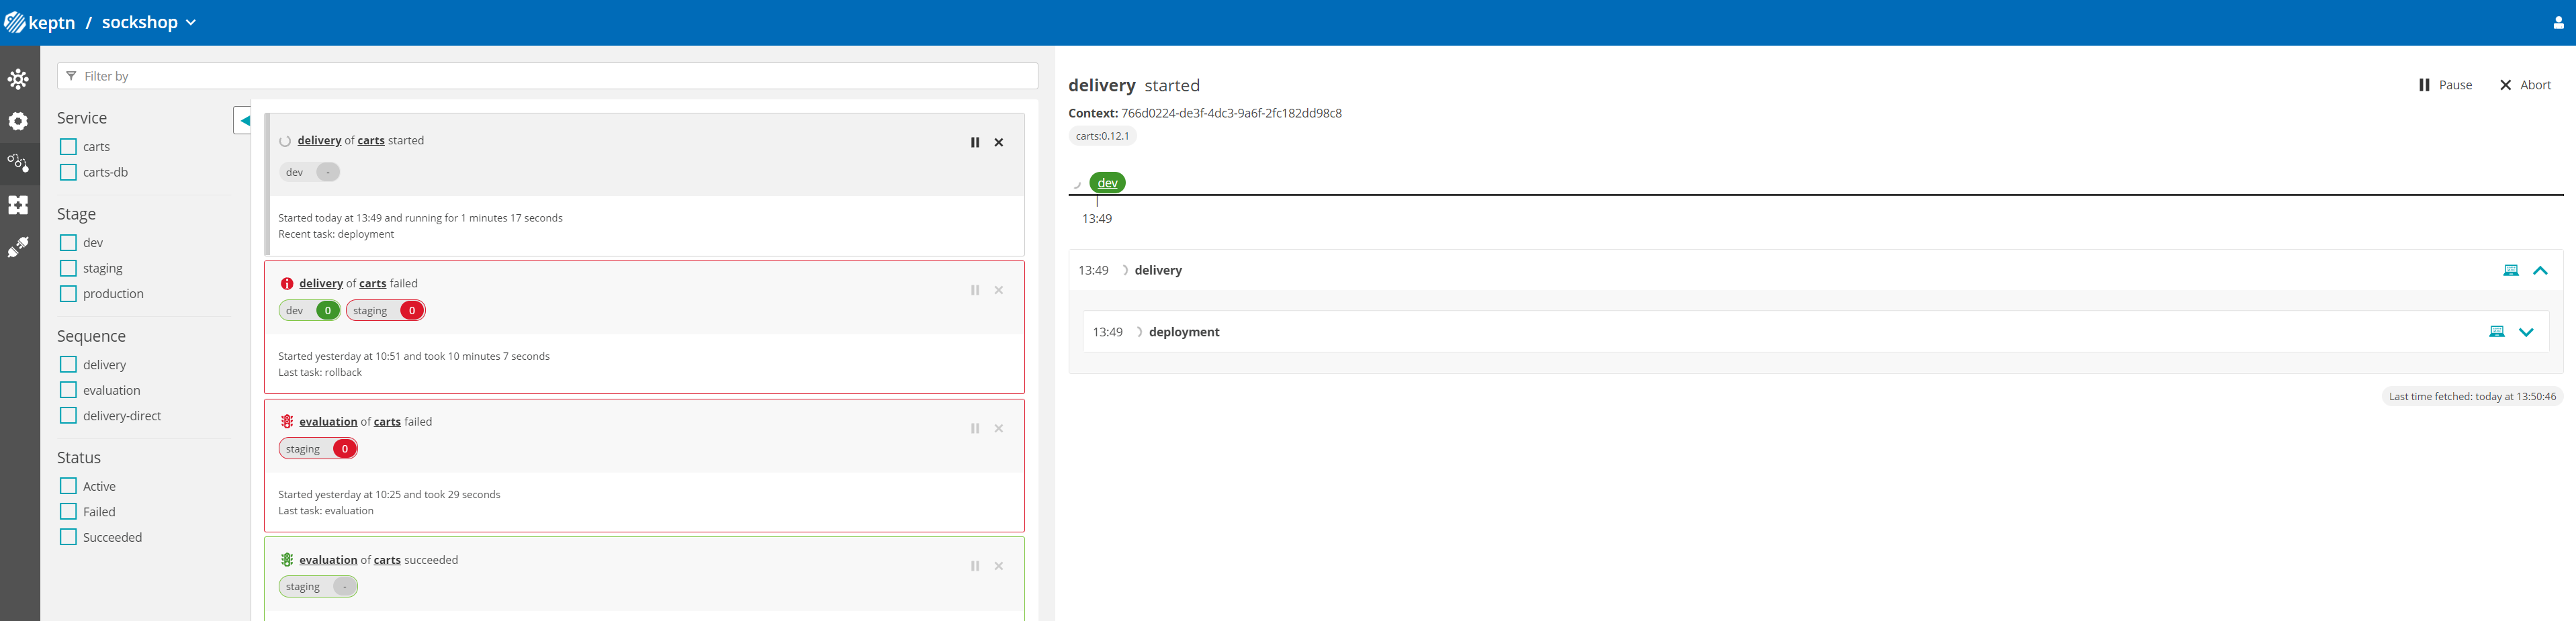 keptn / sockshop
Filter by
Service
carts
carts-db
Stage
dev
staging
production
Sequence
delivery
evaluation
delivery-direct
Status
Active
Failed
Succeeded
delivery of carts started
dev -
Started today at 13:49 and running for 1 minutes 17 seconds
Recent task: deployment
delivery of carts failed
dev 0 staging 0
Started yesterday at 10:51 and took 10 minutes 7 seconds
Last task: rollback
evaluation of carts failed
staging 0
Started yesterday at 10:25 and took 29 seconds
Last task: evaluation
evaluation of carts succeeded
staging -
delivery started
Pause Abort
Context: 766d0224-de3f-4dc3-9a6f-2fc182dd98c8
carts:0.12.1
dev
13:49
13:49 delivery
13:49 deployment
Last time fetched: today at 13:50:46